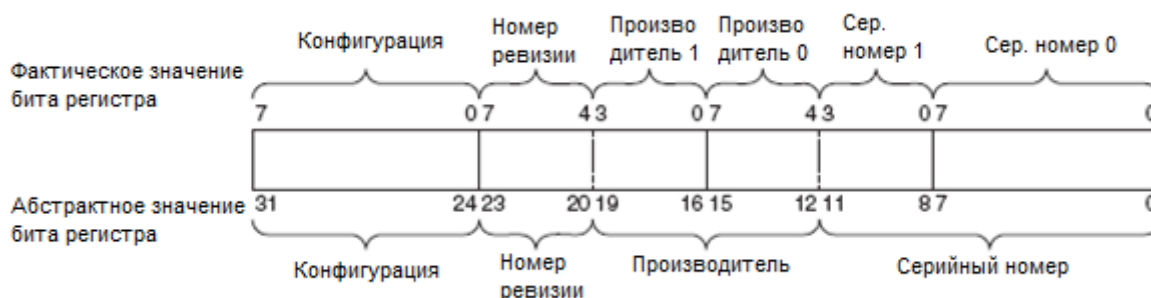 Конфигурация Номер ревизии Произво дитель 1 Произво дитель 0 Сер. номер 1 Сер. номер 0
Фактическое значение бита регистра
7 0 7 4 3 0 7 4 3 0 7 0
Абстрактное значение бита регистра
31 24 23 20 19 16 15 12 11 8 7 0
Конфигурация Номер ревизии Производитель Серийный номер